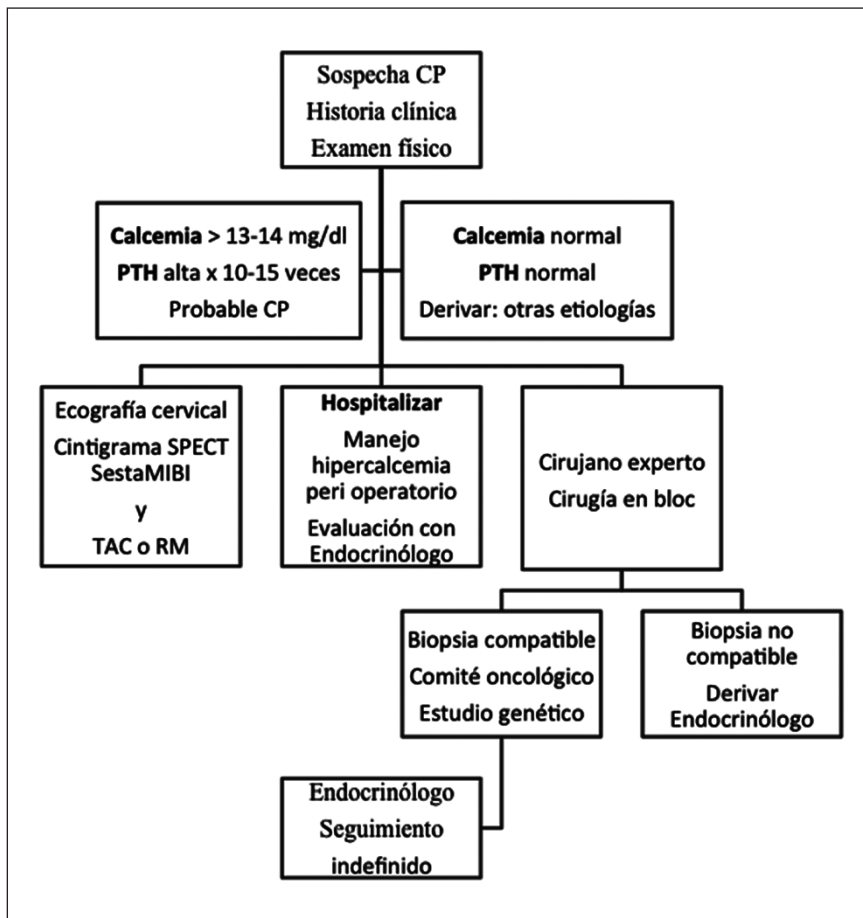 Sospecha CP
Historia clínica
Examen físico
Calcemia > 13-14 mg/dl
PTH alta x 10-15 veces
Probable CP
Calcemia normal
PTH normal
Derivar: otras etiologías
Ecografía cervical
Cintigrama SPECT
SestaMIBI
y
TAC o RM
Hospitalizar
Manejo
hipercalcemia
peri operatorio
Evaluación con
Endocrinólogo
Cirujano experto
Cirugía en bloc
Biopsia compatible
Comité oncológico
Estudio genético
Biopsia no
compatible
Derivar
Endocrinólogo
Endocrinólogo
Seguimiento
indefinido